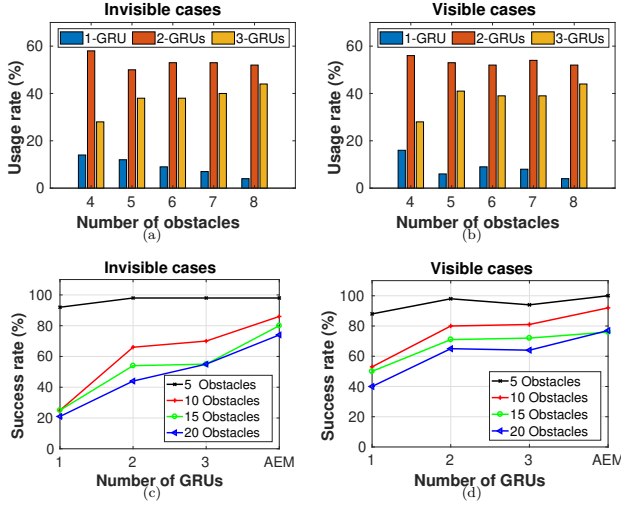 Invisible cases
1-GRU 2-GRUs 3-GRUs
Usage rate (%)
60
40
20
0
4 5 6 7 8
Number of obstacles
(a)
Visible cases
1-GRU 2-GRUs 3-GRUs
Usage rate (%)
60
40
20
0
4 5 6 7 8
Number of obstacles
(b)
Invisible cases
Success rate (%)
100
80
60
40
20
0
5 Obstacles
10 Obstacles
15 Obstacles
20 Obstacles
1 2 3 AEM
Number of GRUs
(c)
Visible cases
Success rate (%)
100
80
60
40
20
0
5 Obstacles
10 Obstacles
15 Obstacles
20 Obstacles
1 2 3 AEM
Number of GRUs
(d)